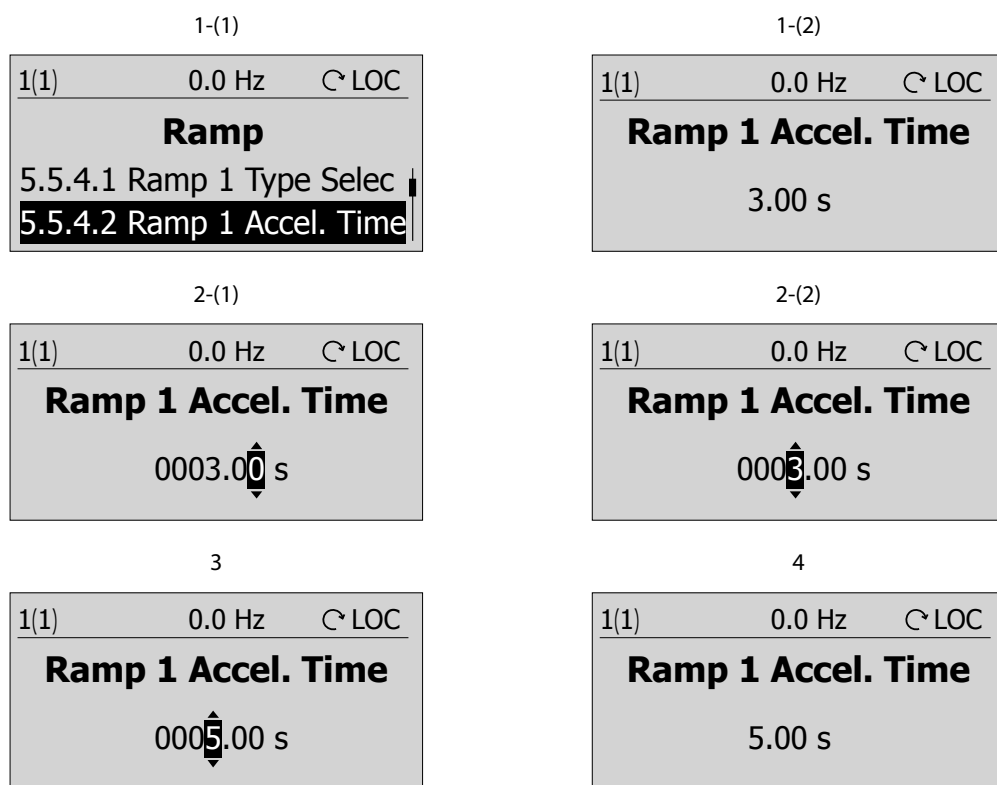 1-(1)
1(1) 0.0 Hz LOC
Ramp
5.5.4.1 Ramp 1 Type Selec
5.5.4.2 Ramp 1 Accel. Time
1-(2)
1(1) 0.0 Hz LOC
Ramp 1 Accel. Time
3.00 s
2-(1)
1(1) 0.0 Hz LOC
Ramp 1 Accel. Time
0003.00 s
2-(2)
1(1) 0.0 Hz LOC
Ramp 1 Accel. Time
0003.00 s
3
1(1) 0.0 Hz LOC
Ramp 1 Accel. Time
0005.00 s
4
1(1) 0.0 Hz LOC
Ramp 1 Accel. Time
5.00 s